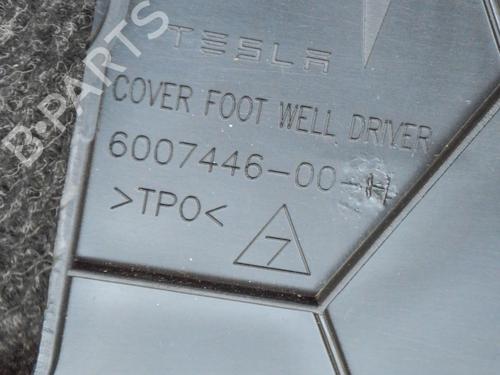 B-PARTS
TESLA
COVER FOOT WELL DRIVER
6007446-00-H
>TPO<
7